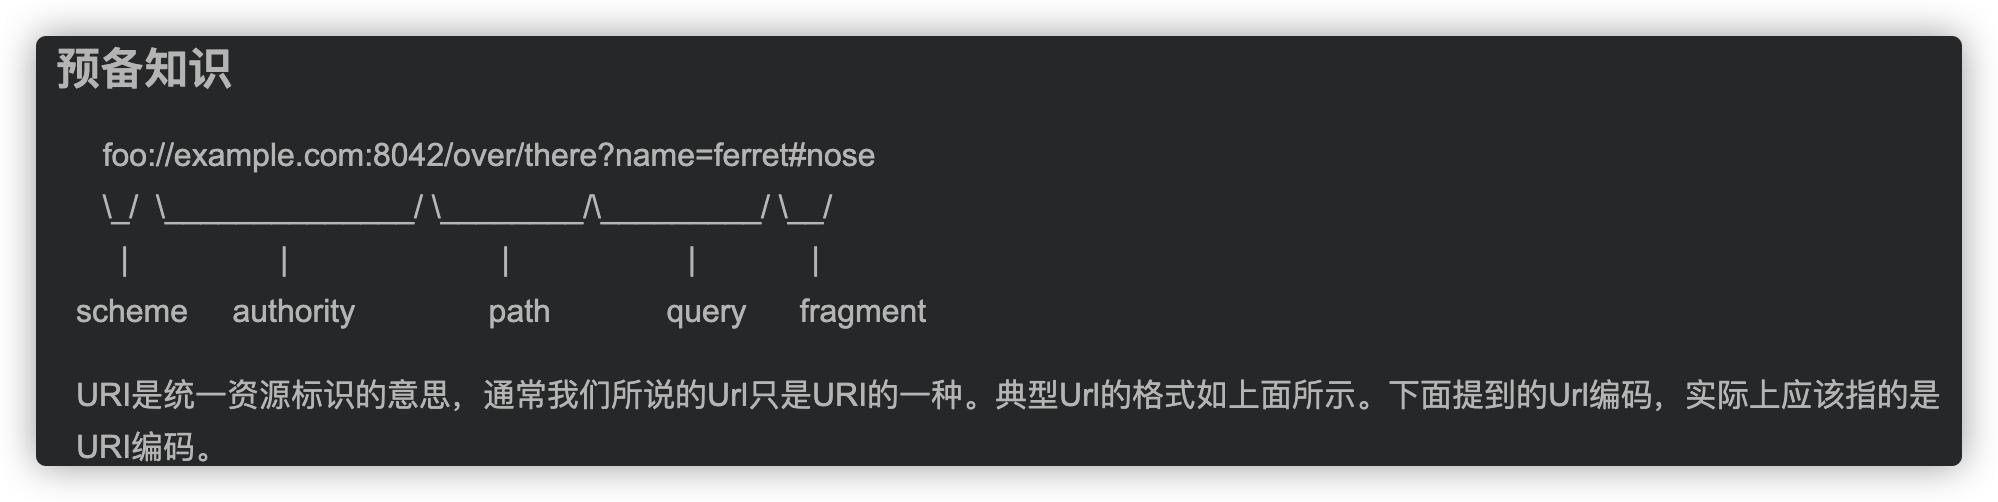 预备知识
foo://example.com:8042/over/there?name=ferret#nose
\_/ \______________/ \________/\_________/ \__/
| | | | |
scheme authority path query fragment
URI是统一资源标识的意思，通常我们所说的Url只是URI的一种。典型Url的格式如上面所示。下面提到的Url编码，实际上应该指的是
URI编码。